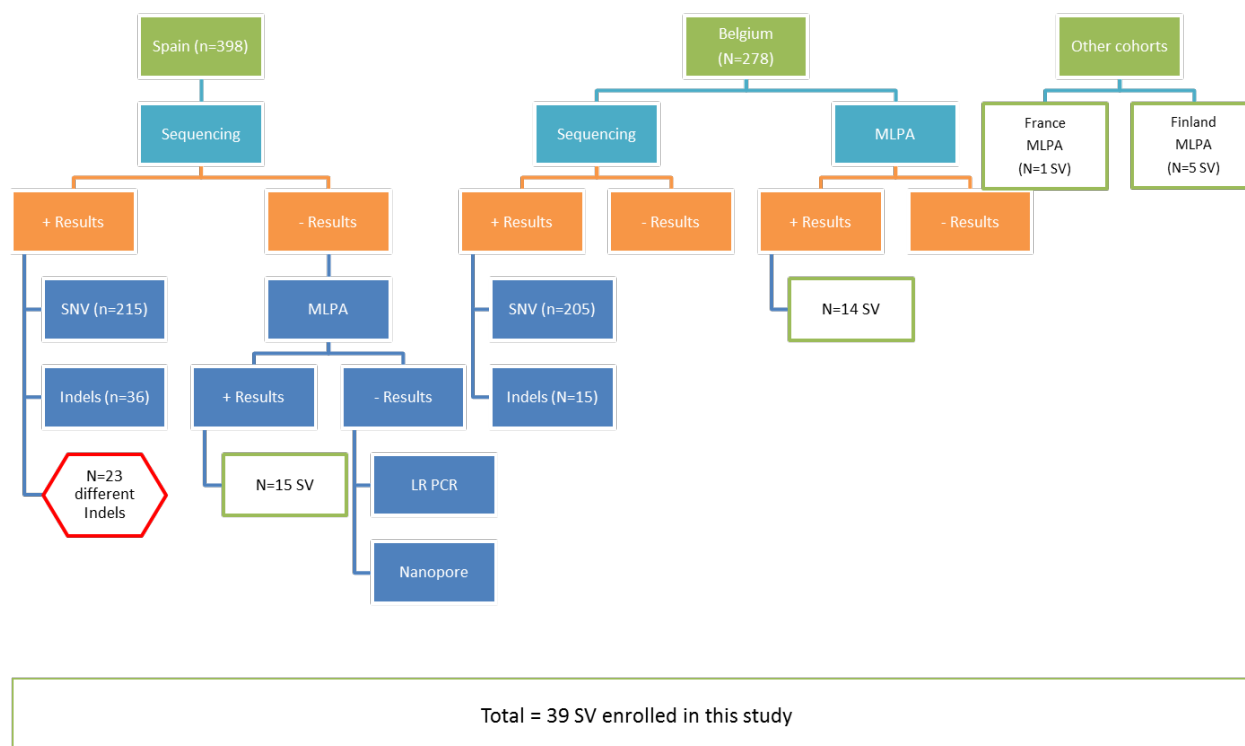 Spain (n=398)
Belgium
(N=278)
Other cohorts
Sequencing
Sequencing
MLPA
France
MLPA
(N=1 SV)
Finland
MLPA
(N=5 SV)
+ Results
- Results
+ Results
- Results
+ Results
- Results
SNV (n=215)
MLPA
SNV (n=205)
N=14 SV
Indels (n=36)
+ Results
- Results
Indels (N=15)
N=23
different
Indels
N=15 SV
LR PCR
Nanopore
Total = 39 SV enrolled in this study